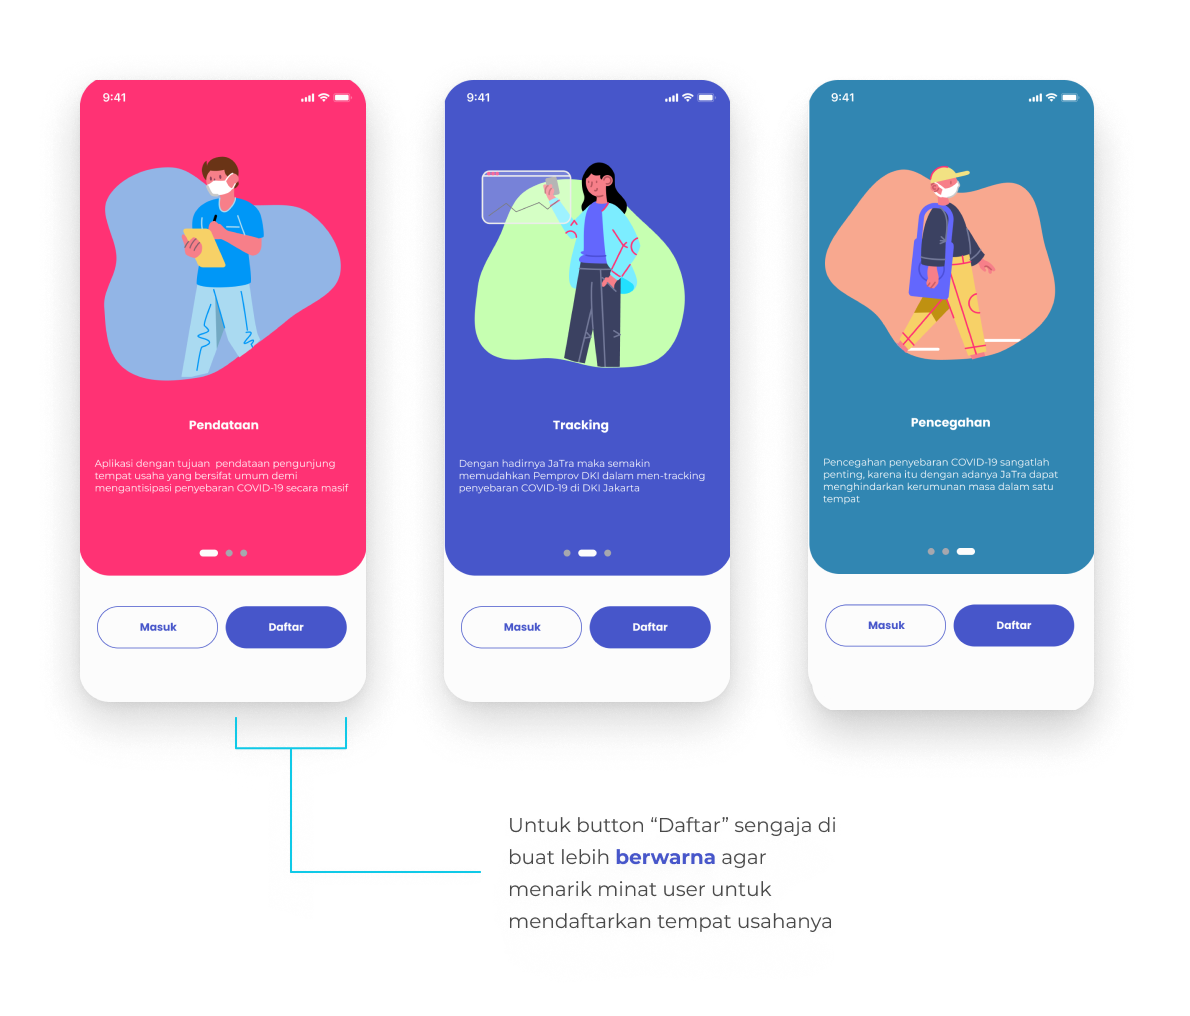 9:41
Pendataan
Aplikasi dengan tujuan  pendataan pengunjung
tempat usaha yang bersifat umum demi
mengantisipasi penyebaran COVID-19 secara masif
Masuk
Daftar
9:41
Tracking
Dengan hadirnya JaTra maka semakin
memudahkan Pemprov DKI dalam men-tracking
penyebaran COVID-19 di DKI Jakarta
Masuk
Daftar
9:41
Pencegahan
Pencegahan penyebaran COVID-19 sangatlah
penting, karena itu dengan adanya JaTra dapat
menghindarkan kerumunan masa dalam satu
tempat
Masuk
Daftar
Untuk button “Daftar” sengaja di
buat lebih berwarna agar
menarik minat user untuk
mendaftarkan tempat usahanya